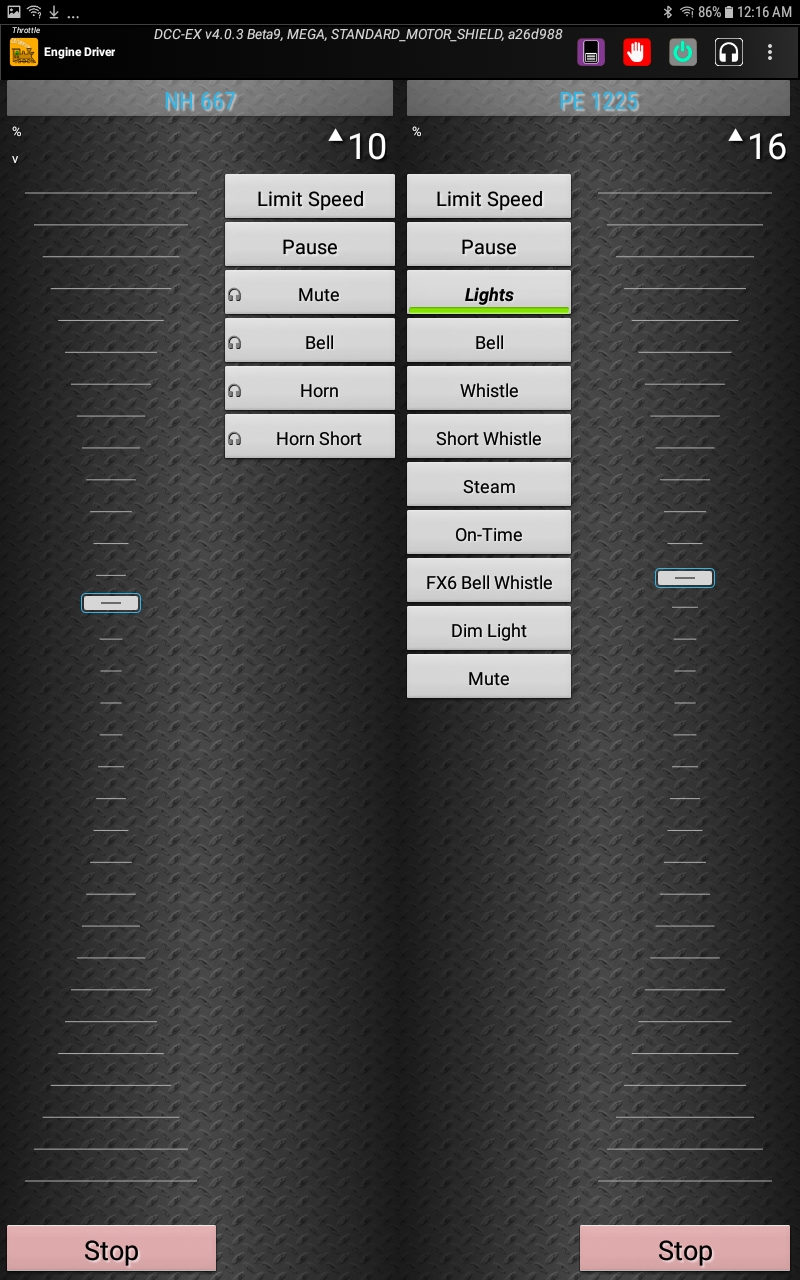 ... 86% 12:16 AM
Throttle
DCC-EX v4.0.3 Beta9, MEGA, STANDARD_MOTOR_SHIELD, a26d988
Engine Driver
NH 667
%
v
10
Limit Speed
Pause
Mute
Bell
Horn
Horn Short
Stop
PE 1225
%
16
Limit Speed
Pause
Lights
Bell
Whistle
Short Whistle
Steam
On-Time
FX6 Bell Whistle
Dim Light
Mute
Stop